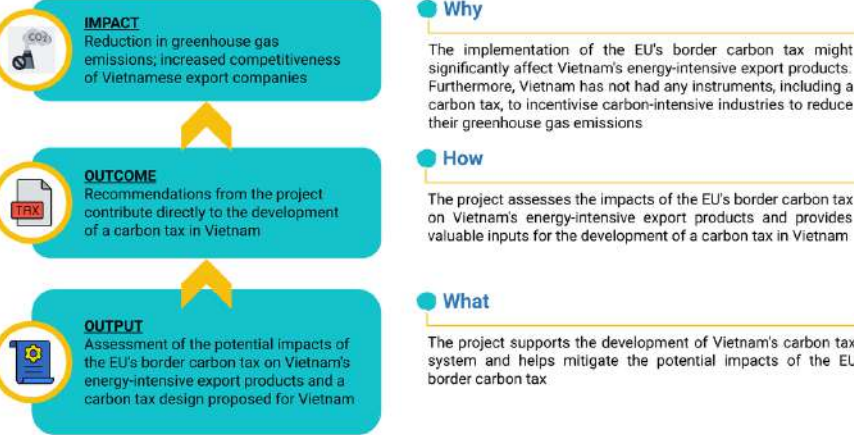 CO2
IMPACT
Reduction in greenhouse gas
emissions; increased competitiveness
of Vietnamese export companies
TAX
OUTCOME
Recommendations from the project
contribute directly to the development
of a carbon tax in Vietnam
OUTPUT
Assessment of the potential impacts of
the EU's border carbon tax on Vietnam's
energy-intensive export products and a
carbon tax design proposed for Vietnam
Why
The implementation of the EU's border carbon tax might
significantly affect Vietnam's energy-intensive export products.
Furthermore, Vietnam has not had any instruments, including a
carbon tax, to incentivise carbon-intensive industries to reduce
their greenhouse gas emissions
How
The project assesses the impacts of the EU's border carbon tax
on Vietnam's energy-intensive export products and provides
valuable inputs for the development of a carbon tax in Vietnam
What
The project supports the development of Vietnam's carbon tax
system and helps mitigate the potential impacts of the EU
border carbon tax